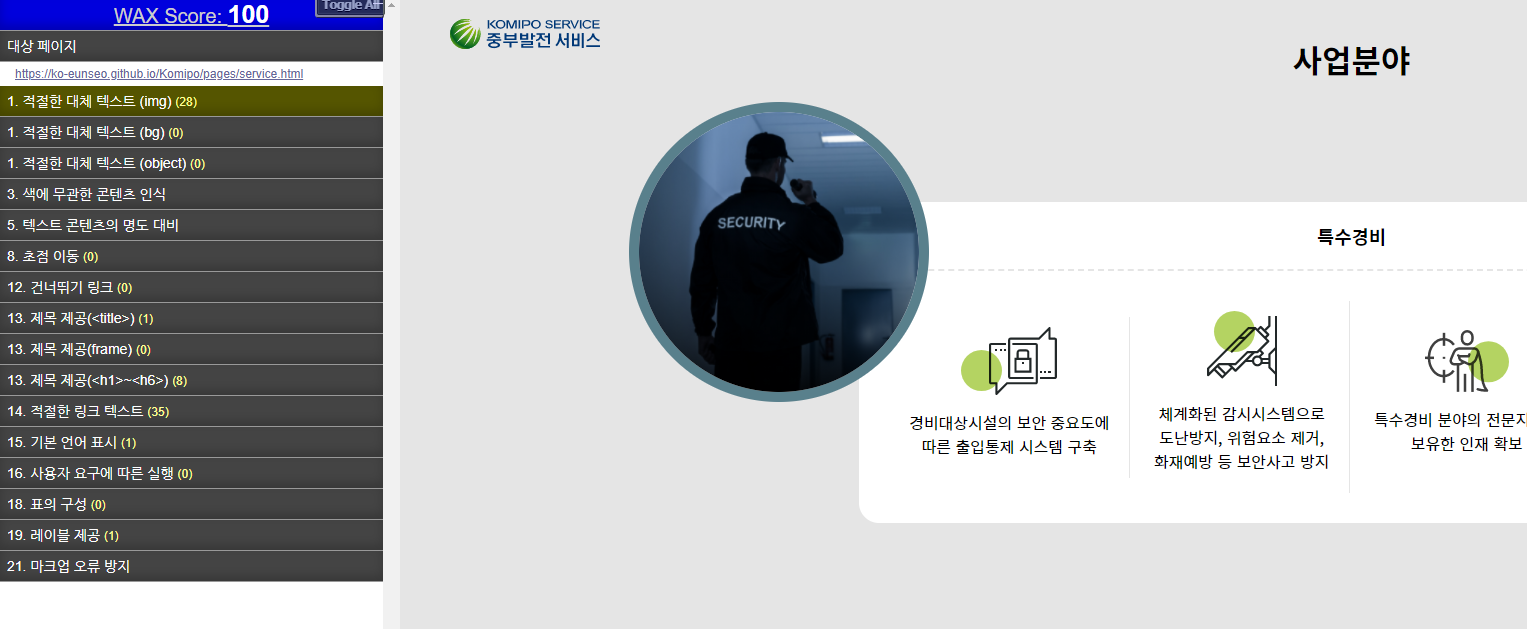 WAX Score: 100
Toggle All
대상 페이지
https://ko-eunseo.github.io/Komipo/pages/service.html
1. 적절한 대체 텍스트 (img) (28)
1. 적절한 대체 텍스트 (bg) (0)
1. 적절한 대체 텍스트 (object) (0)
3. 색에 무관한 콘텐츠 인식
5. 텍스트 콘텐츠의 명도 대비
8. 초점 이동 (0)
12. 건너뛰기 링크 (0)
13. 제목 제공(<title>) (1)
13. 제목 제공(frame) (0)
13. 제목 제공(<h1>~<h6>) (8)
14. 적절한 링크 텍스트 (35)
15. 기본 언어 표시 (1)
16. 사용자 요구에 따른 실행 (0)
18. 표의 구성 (0)
19. 레이블 제공 (1)
21. 마크업 오류 방지
KOMIPO SERVICE
중부발전 서비스
사업분야
SECURITY
특수경비
경비대상시설의 보안 중요도에
따른 출입통제 시스템 구축
체계화된 감시시스템으로
도난방지, 위험요소 제거,
화재예방 등 보안사고 방지
특수경비 분야의
보유한 인재 확보